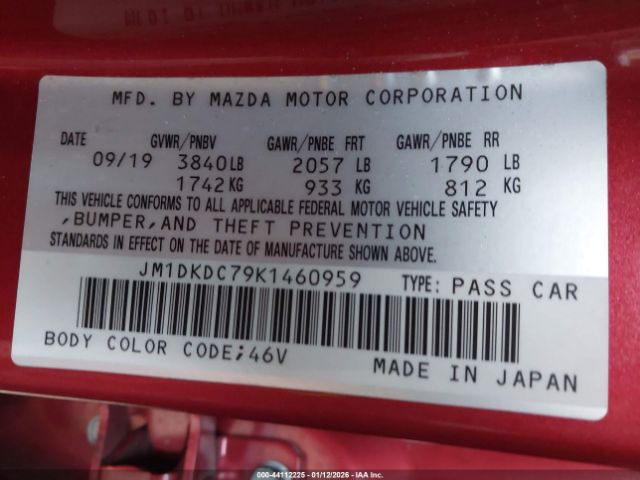 MFD. BY MAZDA MOTOR CORPORATION
DATE GVWR/PNBV GAWR/PNBE FRT GAWR/PNBE RR
09/19 3840LB 2057 LB 1790 LB
1742KG 933 KG 812 KG
THIS VEHICLE CONFORMS TO ALL APPLICABLE FEDERAL MOTOR VEHICLE SAFETY
,BUMPER,AND THEFT PREVENTION
STANDARDS IN EFFECT ON THE DATE OF MANUFACTURE SHOWN ABOVE.
JM1DKDC79K1460959 TYPE: PASS CAR
BODY COLOR CODE;46V MADE IN JAPAN
000-44112225 - 01/12/2026 - IAA Inc.